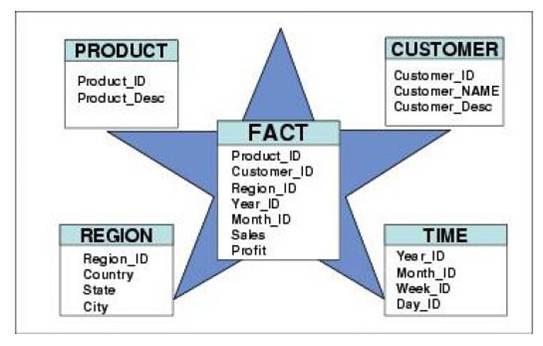 PRODUCT
Product_ID
Product_Desc
CUSTOMER
Customer_ID
Customer_NAME
Customer_Desc
FACT
Product_ID
Customer_ID
Region_ID
Year_ID
Month_ID
Sales
Profit
REGION
Region_ID
Country
State
City
TIME
Year_ID
Month_ID
Week_ID
Day_ID